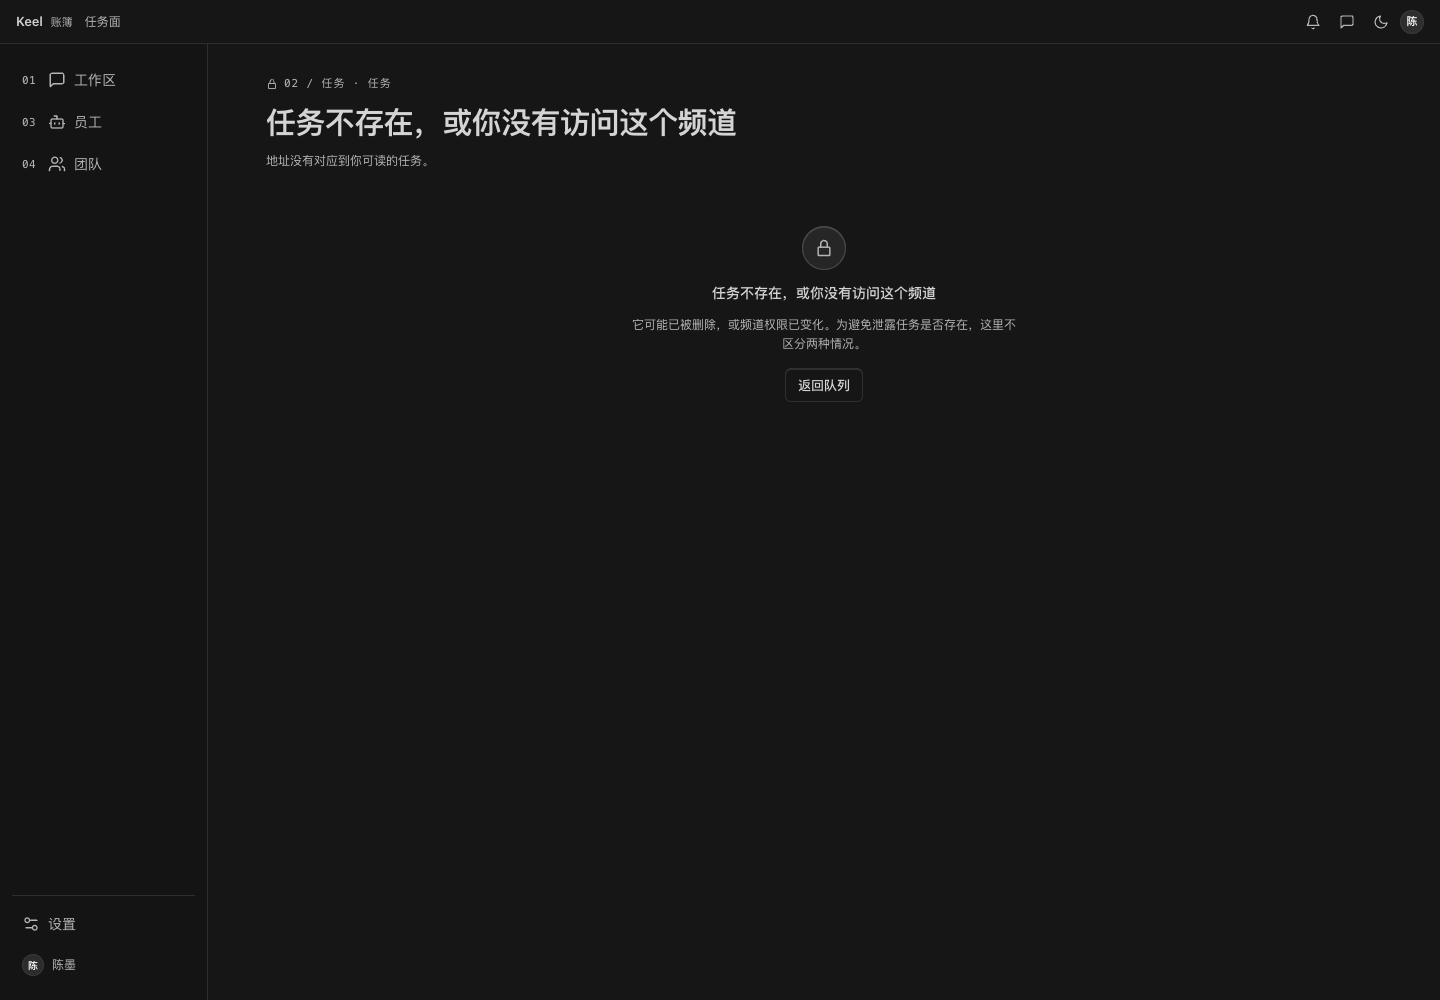 Keel 账簿 任务面
陈
01 工作区
03 员工
04 团队
02 / 任务 · 任务
任务不存在，或你没有访问这个频道
地址没有对应到你可读的任务。
任务不存在，或你没有访问这个频道
它可能已被删除，或频道权限已变化。为避免泄露任务是否存在，这里不
区分两种情况。
返回队列
设置
陈 陈墨